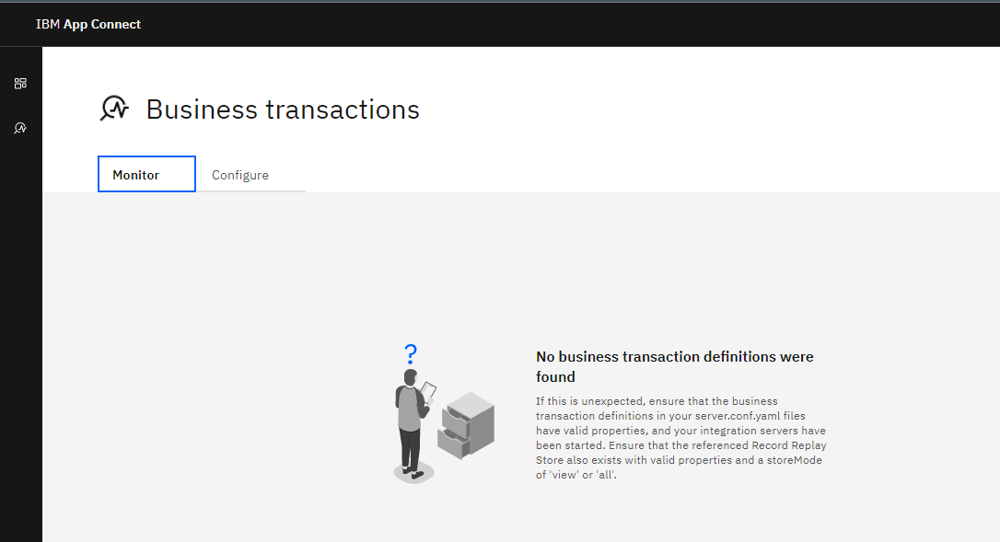 IBM App Connect
Business transactions
Monitor
Configure
?
No business transaction definitions were
found
If this is unexpected, ensure that the business
transaction definitions in your server.conf.yaml files
have valid properties, and your integration servers have
been started. Ensure that the referenced Record Replay
Store also exists with valid properties and a storeMode
of 'view' or 'all'.